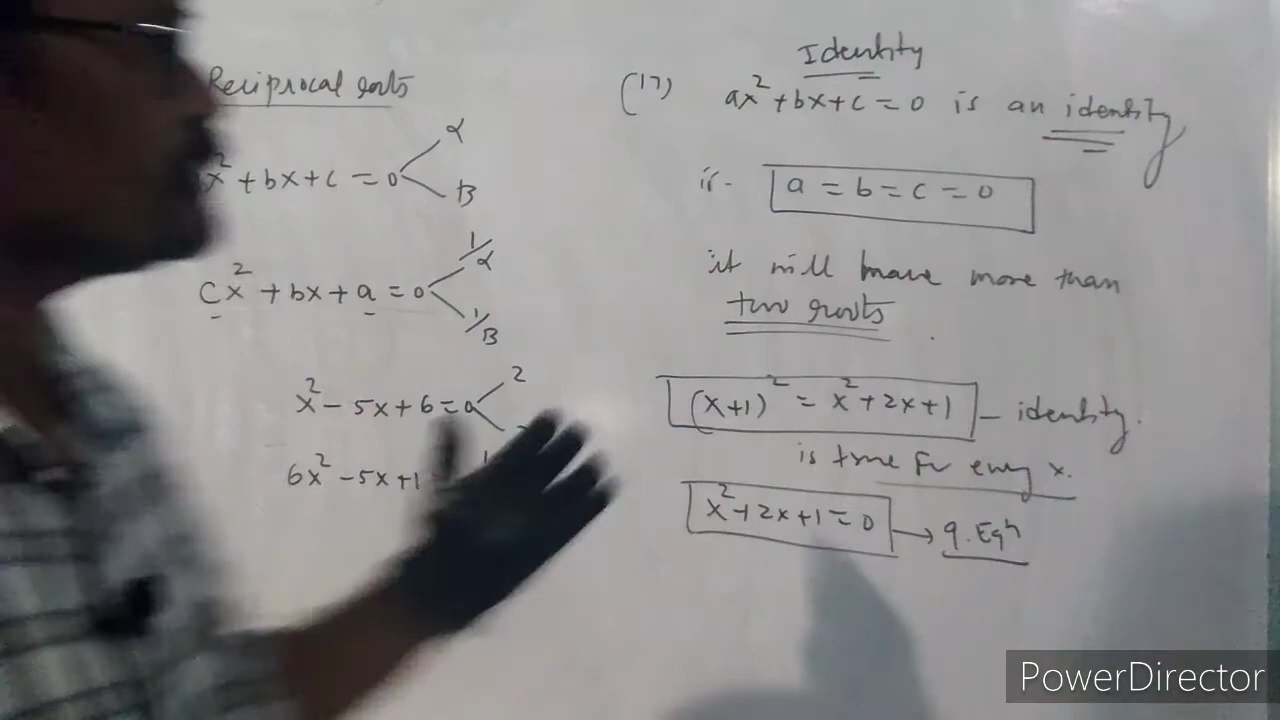 Reciprocal roots
x² + bx + c = 0
α
β
cx² + bx + a = 0
1/α
1/β
x² - 5x + 6 = 0
2
6x² - 5x + 1
Identity
(17) ax² + bx + c = 0 is an identity
if a = b = c = 0
it will have more than
two roots.
(x+1)² = x² + 2x + 1 - identity.
is true for every x.
x² + 2x + 1 = 0 → q. Eqn
PowerDirector